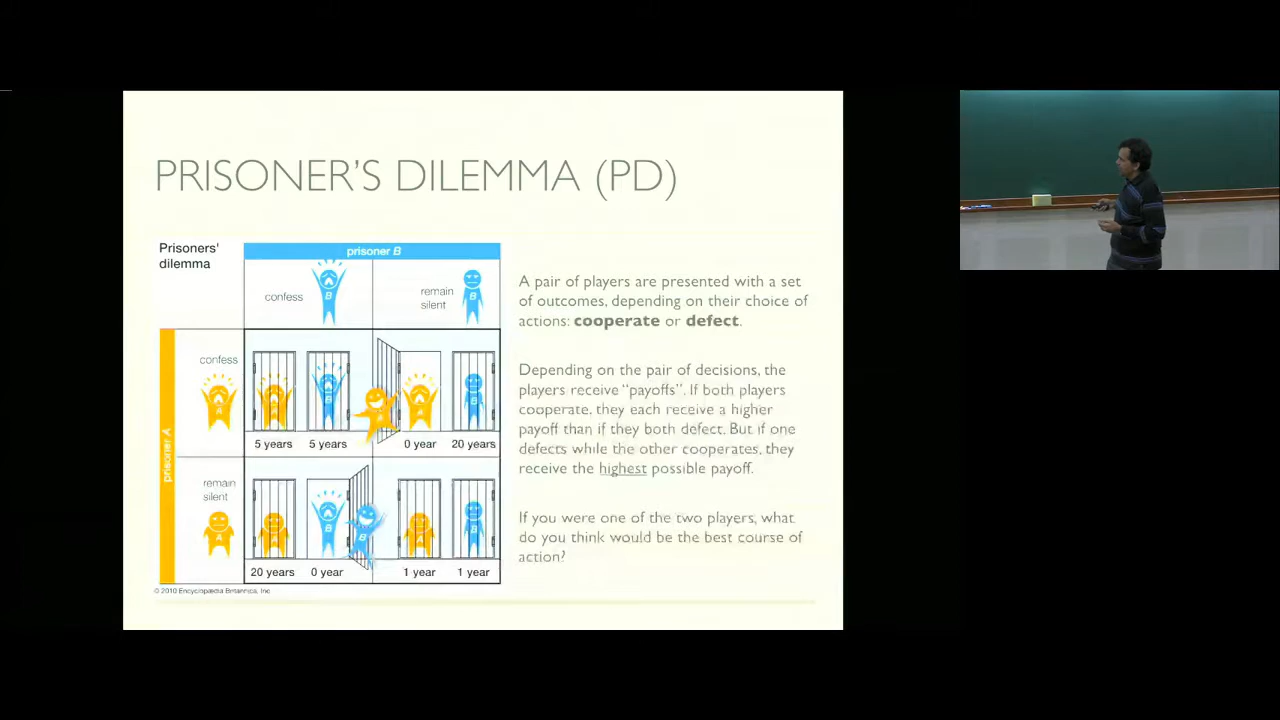 PRISONER'S DILEMMA (PD)
Prisoners'
dilemma
prisoner B
confess
B
remain
silent
B
prisoner A
confess
A
A
B
A
A
B
5 years
5 years
0 year
20 years
remain
silent
A
A
B
B
A
B
20 years
0 year
1 year
1 year
© 2010 Encyclopædia Britannica, Inc
A pair of players are presented with a set
of outcomes, depending on their choice of
actions: cooperate or defect.
Depending on the pair of decisions, the
players receive “payoffs”. If both players
cooperate, they each receive a higher
payoff than if they both defect. But if one
defects while the other cooperates, they
receive the highest possible payoff.
If you were one of the two players, what
do you think would be the best course of
action?